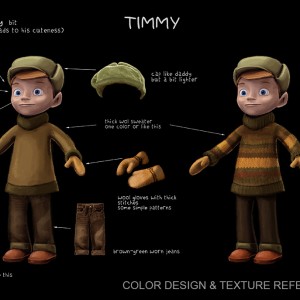 TIMMY
bit
to his cuteness)
cap like daddy
but a bit lighter
thick wool sweater
one color or like this
wool gloves with thick
stitches
some simple patterns
brown-green worn jeans
this
COLOR DESIGN & TEXTURE REFE